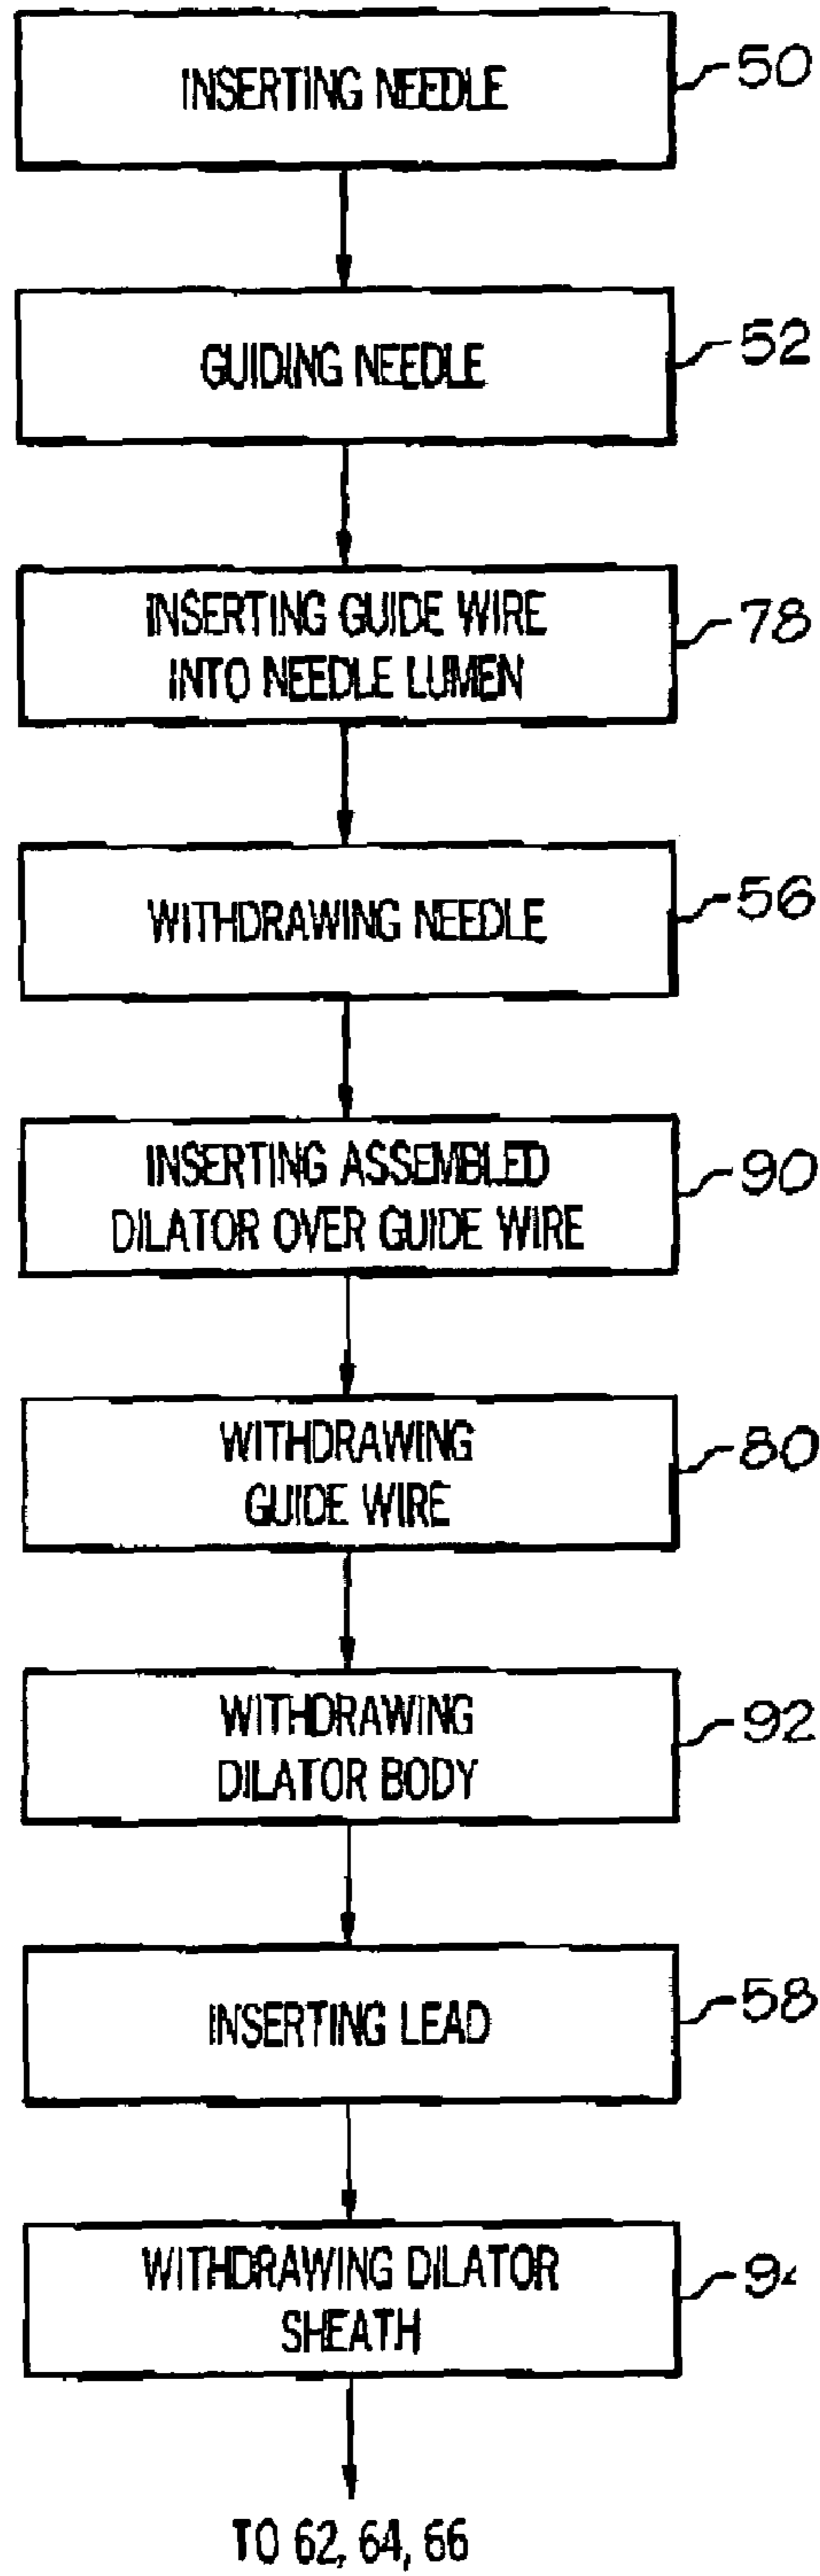 INSERTING NEEDLE
50
GUIDING NEEDLE
52
INSERTING GUIDE WIRE
INTO NEEDLE LUMEN
78
WITHDRAWING NEEDLE
56
INSERTING ASSEMBLED
DILATOR OVER GUIDE WIRE
90
WITHDRAWING
GUIDE WIRE
80
WITHDRAWING
DILATOR BODY
92
INSERTING LEAD
58
WITHDRAWING DILATOR
SHEATH
94
TO 62, 64, 66